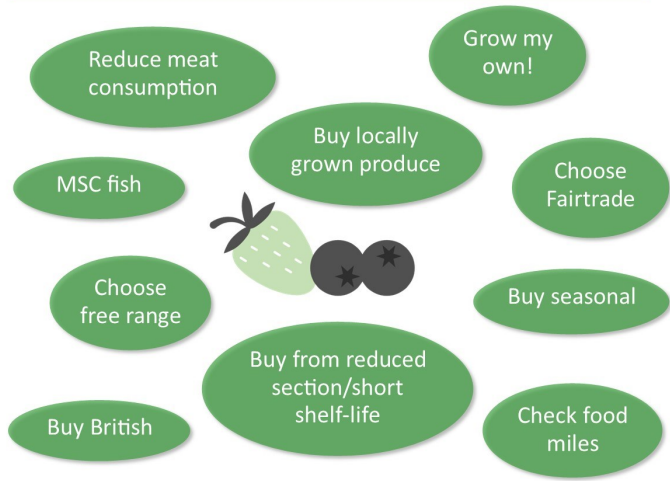 Reduce meat
consumption
Grow my
own!
Buy locally
grown produce
MSC fish
Choose
Fairtrade
Choose
free range
Buy seasonal
Buy from reduced
section/short
shelf-life
Buy British
Check food
miles